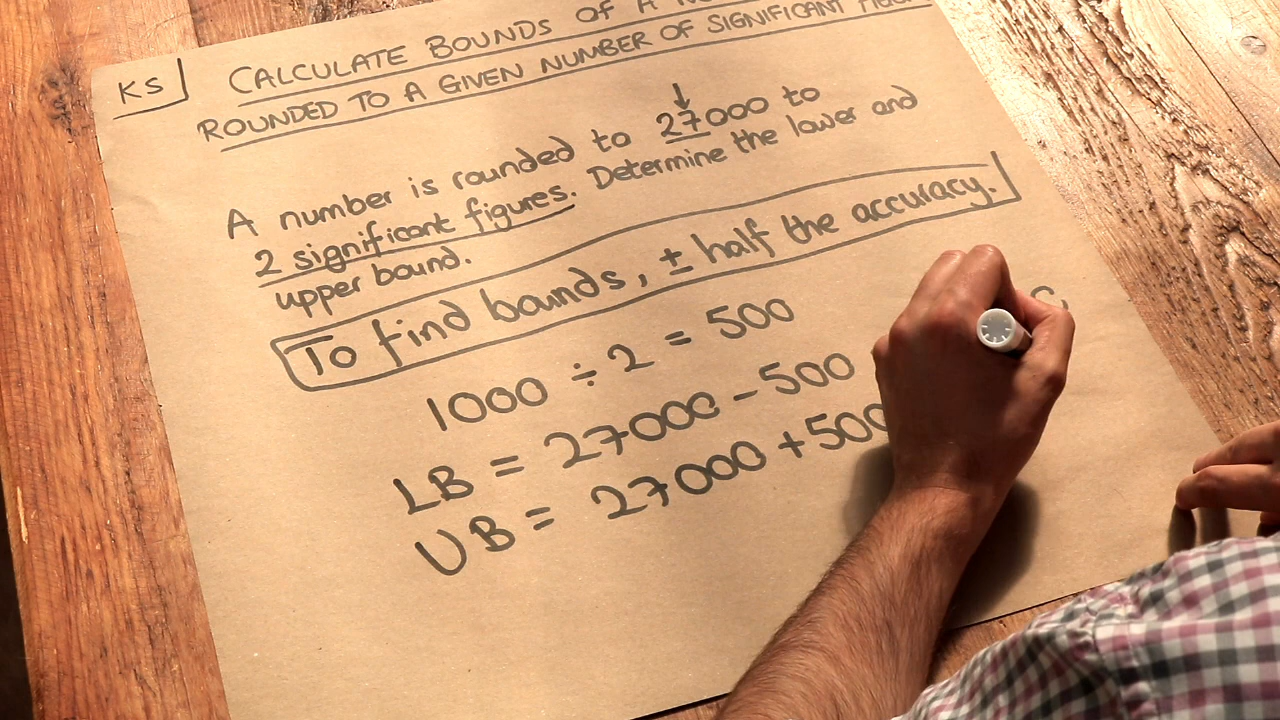 KS
CALCULATE BOUNDS OF A
ROUNDED TO A GIVEN NUMBER OF SIGNIFICANT
A number is rounded to 27000 to
2 significant figures. Determine the lower and
upper bound.
To find bounds, ± half the accuracy.
1000 ÷ 2 = 500
LB = 27000 - 500
UB = 27000 + 500